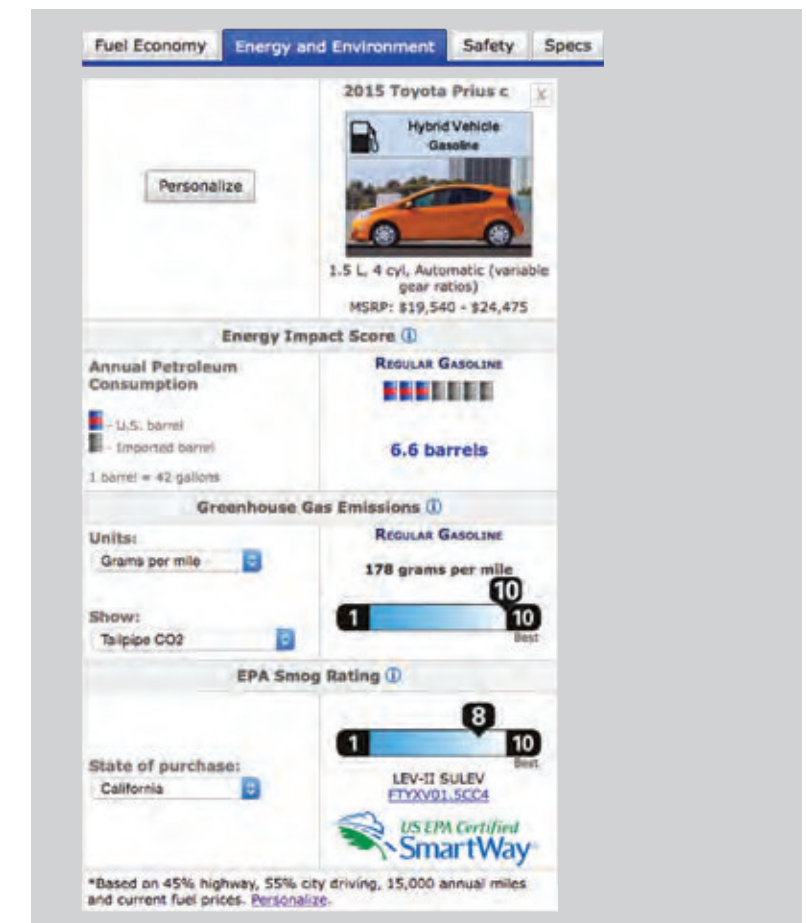 Fuel Economy Energy and Environment Safety Specs
2015 Toyota Prius c X
Hybrid Vehicle
Gasoline
Personalize
1.5 L, 4 cyl, Automatic (variable
gear ratios)
MSRP: $19,540 - $24,475
Energy Impact Score
Annual Petroleum
Consumption
- U.S. barrel
- Imported barrel
1 barrel = 42 gallons
REGULAR GASOLINE
6.6 barrels
Greenhouse Gas Emissions
Units:
Grams per mile
Show:
Tailpipe CO2
REGULAR GASOLINE
178 grams per mile
10
1 10
Best
EPA Smog Rating
State of purchase:
California
8
1 10
Best
LEV-II SULEV
FTYXV01.5CC4
US EPA Certified
SmartWay
*Based on 45% highway, 55% city driving, 15,000 annual miles
and current fuel prices. Personalize.